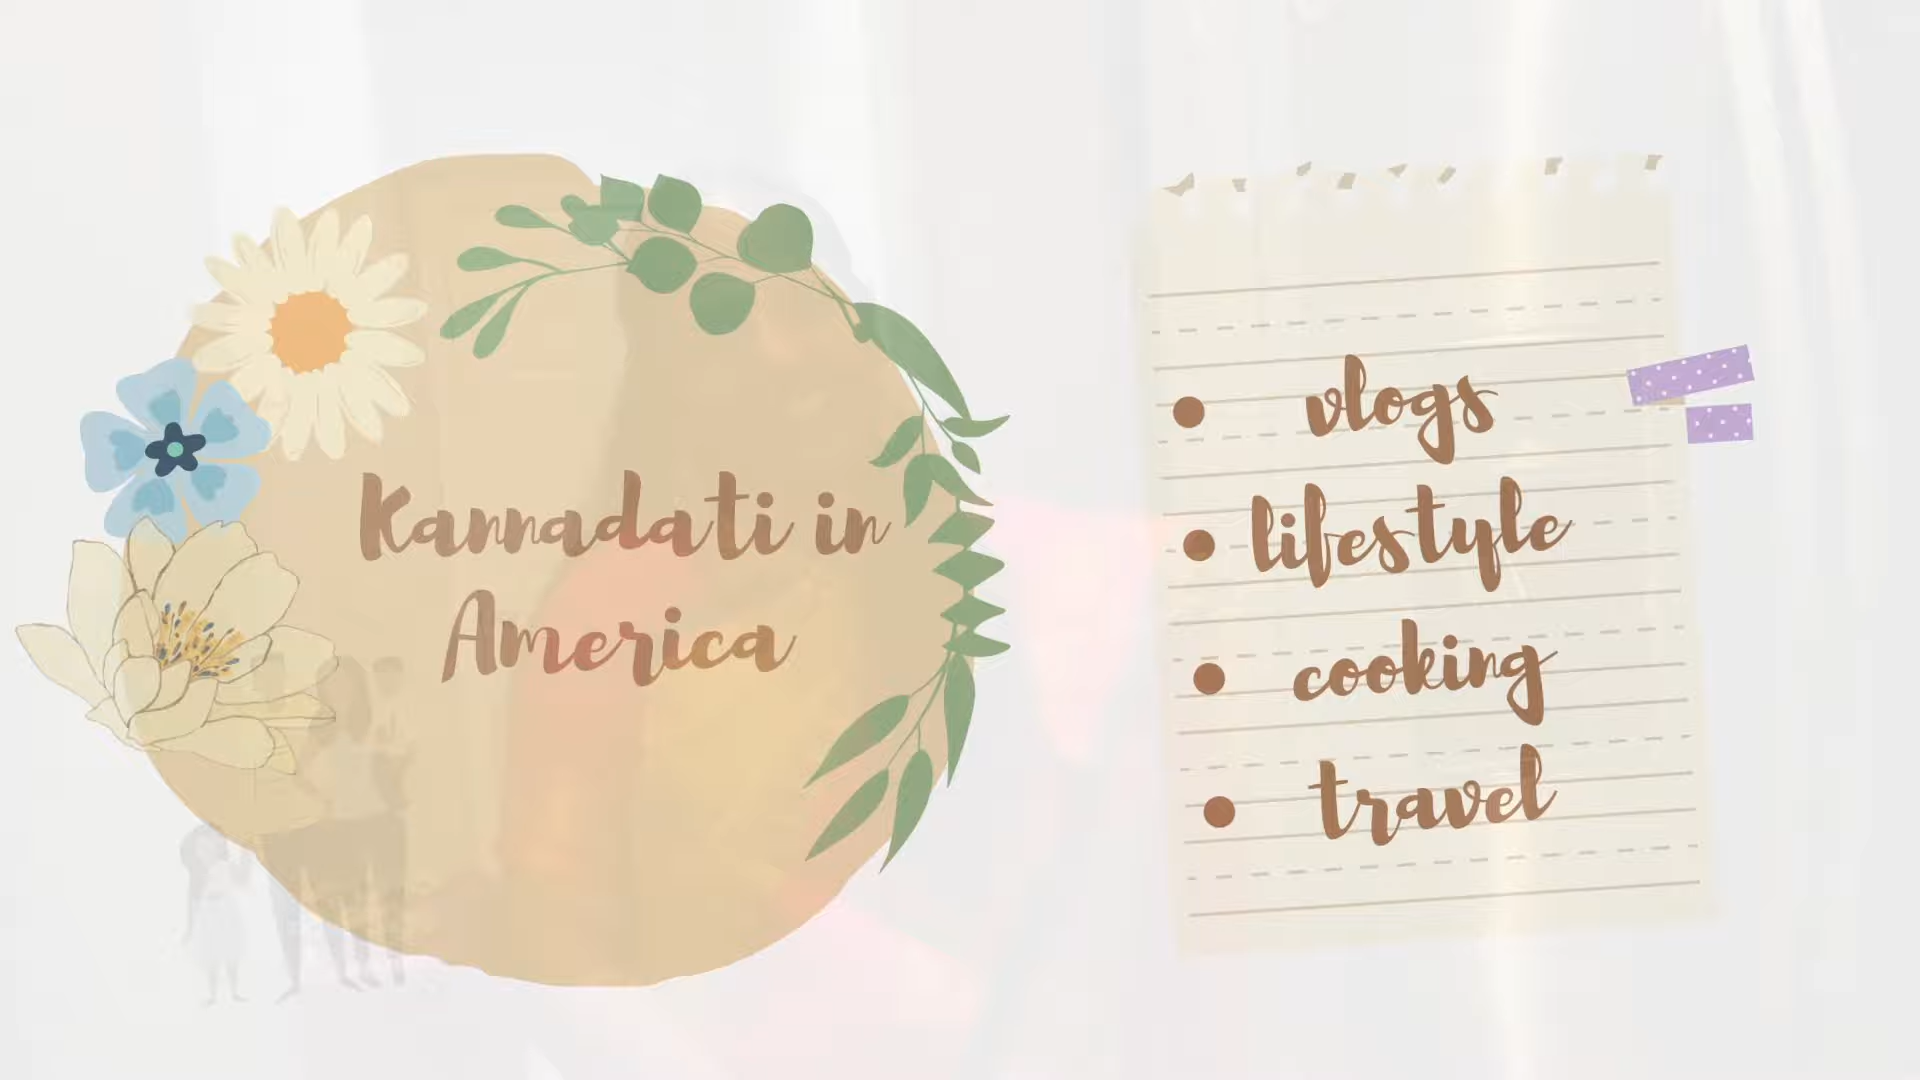 Kannadati in
America
• vlogs
• lifestyle
• cooking
• travel